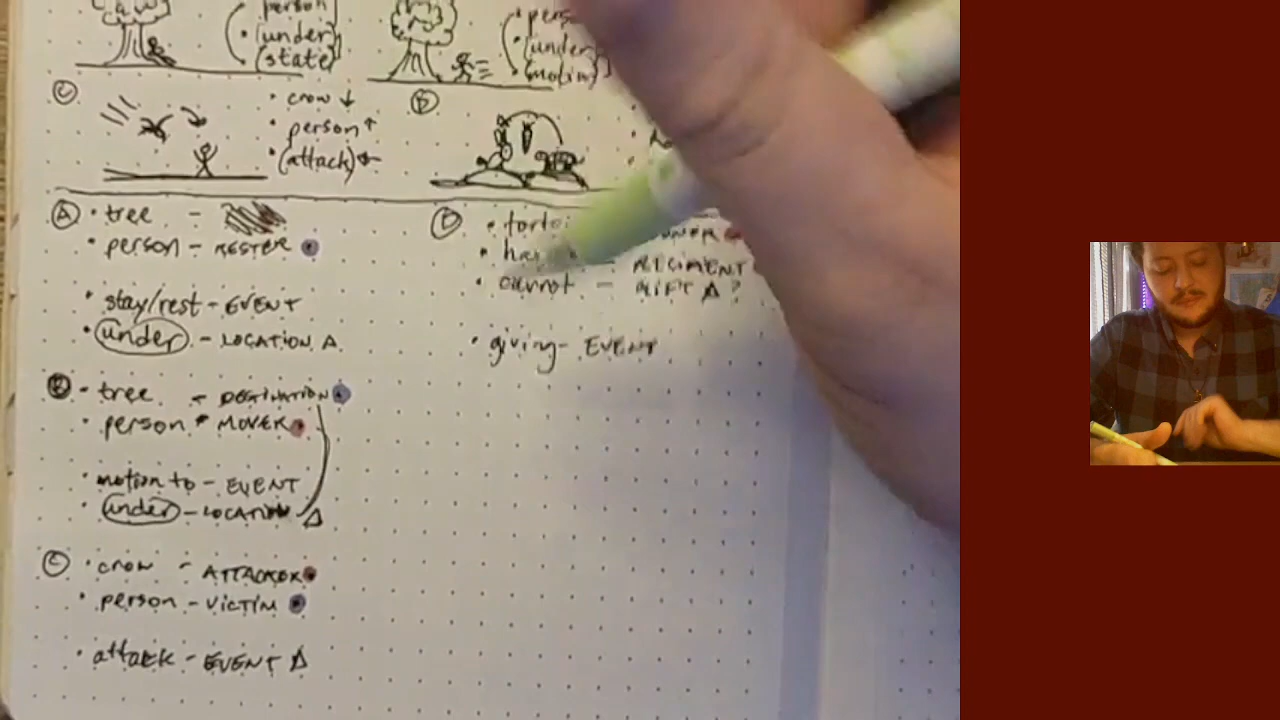 person
(under)
(state)
(under)
(motion)
C
• crow ↓
• person ↑
• (attack) ←
B
A • tree -
• person - RESTER
• stay/rest - EVENT
• under - LOCATION Δ
B • tree - DESTINATION
• person - MOVER
• motion to - EVENT
• under - LOCATION Δ
C • crow - ATTACKER
• person - VICTIM
• attack - EVENT Δ
D
• carrot - GIFT Δ?
• giving - EVENT